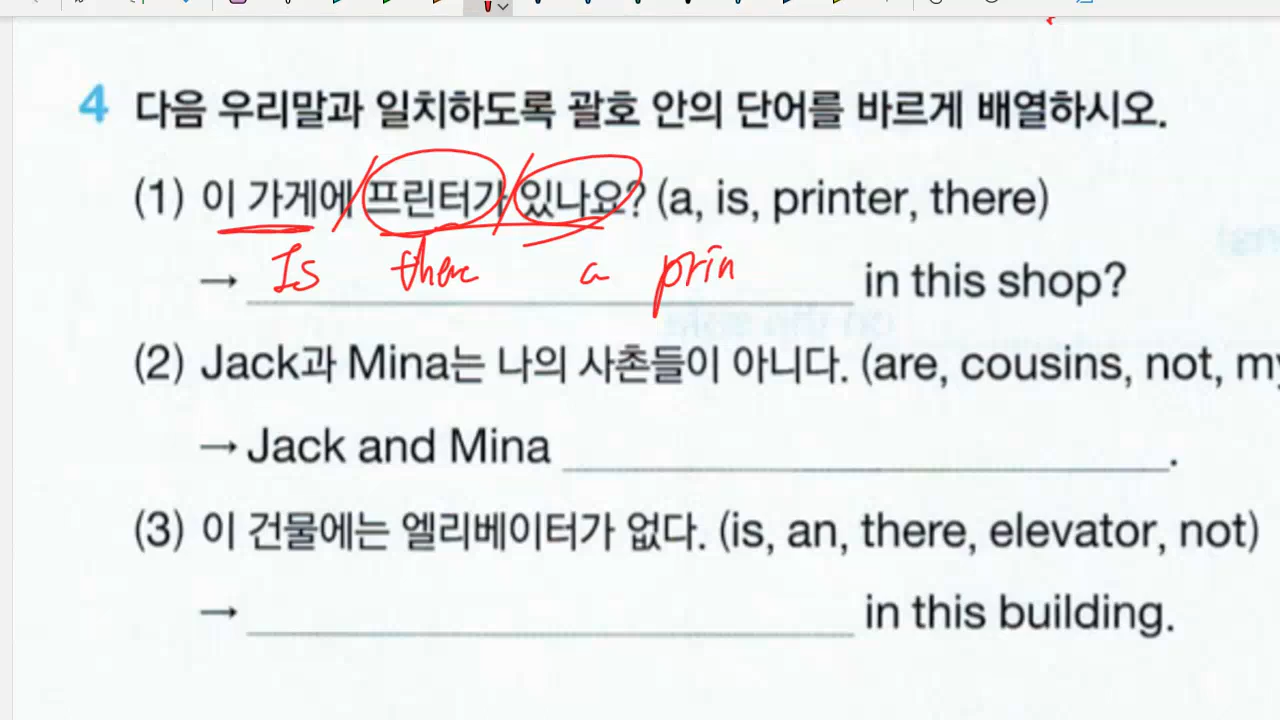 4 다음 우리말과 일치하도록 괄호 안의 단어를 바르게 배열하시오.
(1) 이 가게에 프린터가 있나요? (a, is, printer, there)
→ Is there a prin in this shop?
(2) Jack과 Mina는 나의 사촌들이 아니다. (are, cousins, not, my
→ Jack and Mina .
(3) 이 건물에는 엘리베이터가 없다. (is, an, there, elevator, not)
→ in this building.